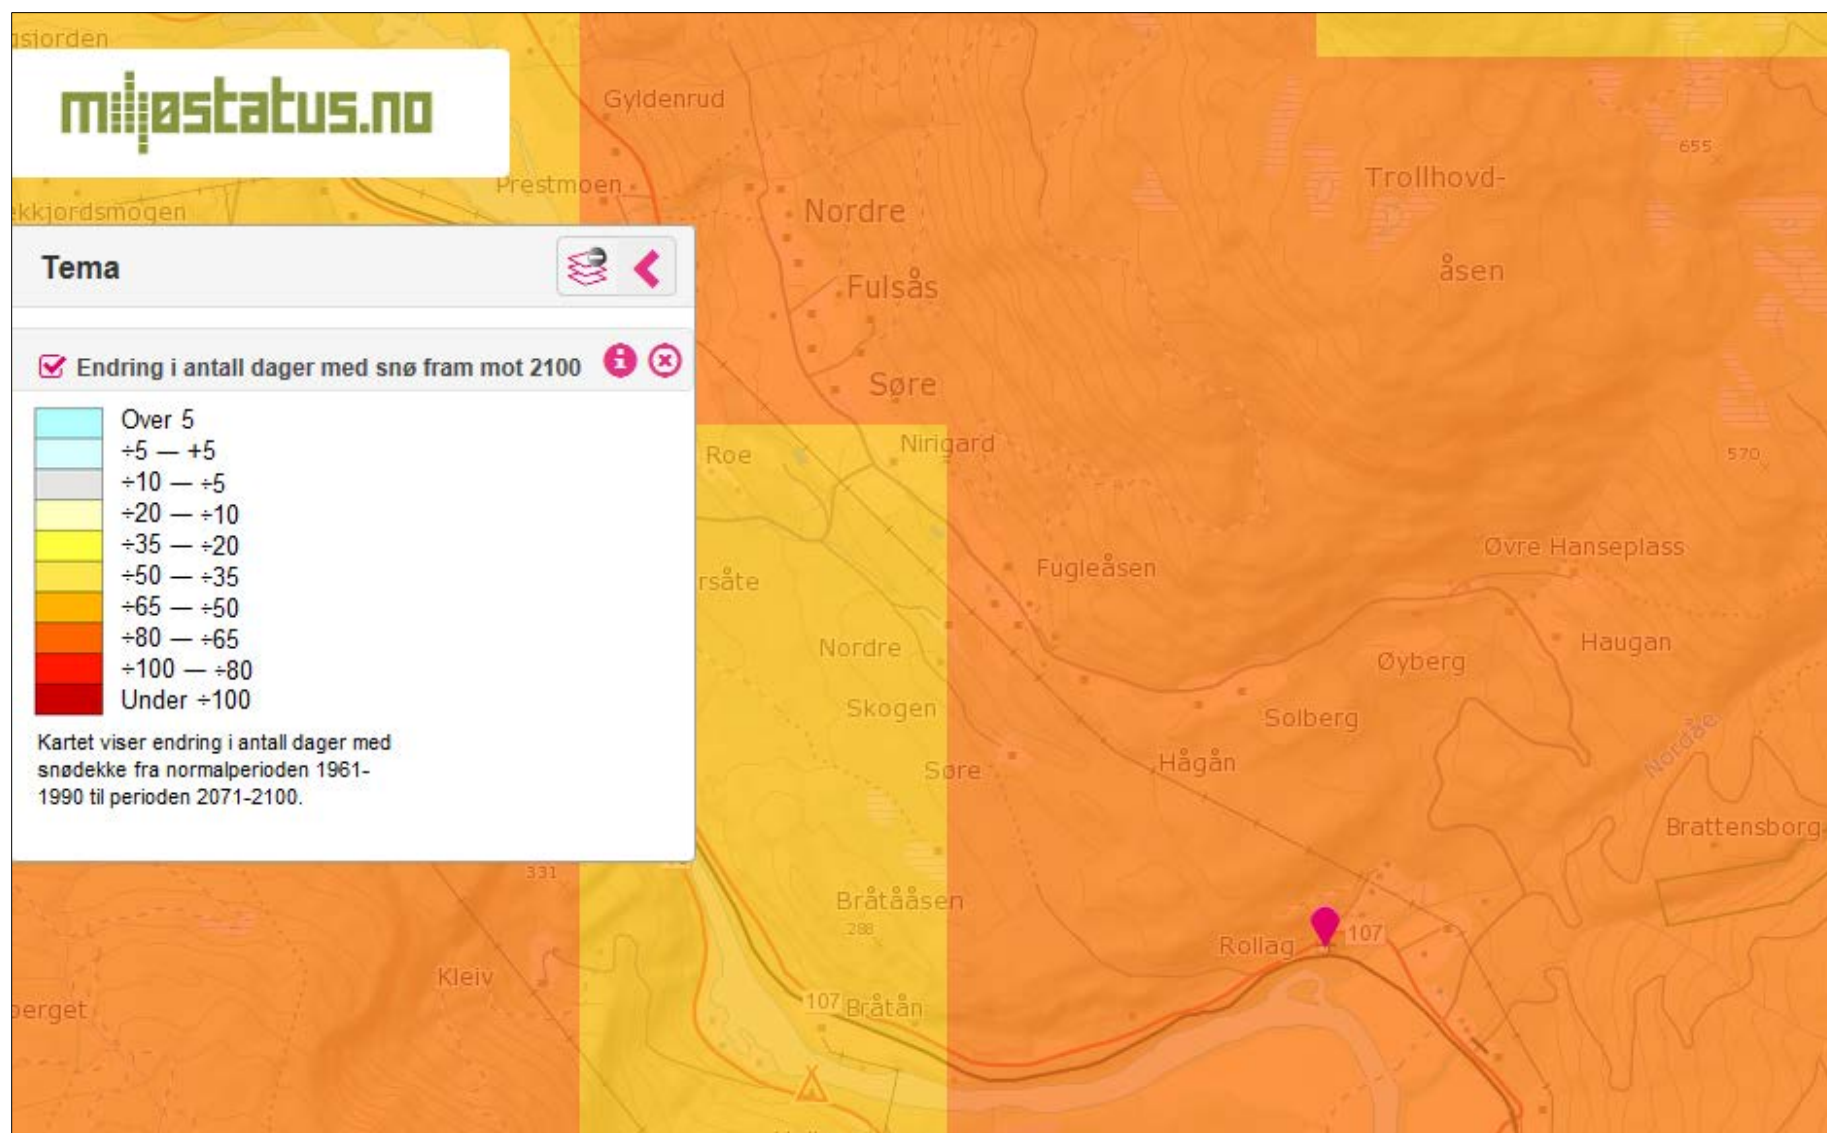 miljøstatus.no
Gyldenrud
Prestmoen
kkjordsmogen
655
Trollhovd-
åsen
Nordre
Fulsås
Søre
Tema
Endring i antall dager med snø fram mot 2100
Over 5
÷5 — +5
÷10 — ÷5
÷20 — ÷10
÷35 — ÷20
÷50 — ÷35
÷65 — ÷50
÷80 — ÷65
÷100 — ÷80
Under ÷100
Kartet viser endring i antall dager med
snødekke fra normalperioden 1961-
1990 til perioden 2071-2100.
Roe
Nirigard
570
rsåte
Fugleåsen
Øvre Hanseplass
Nordre
Skogen
Søre
Øyberg
Haugan
Solberg
Hågån
Nordåe
Brattensborg
331
Bråtååsen
288
Rollag
107
Kleiv
berget
107
Bråtån